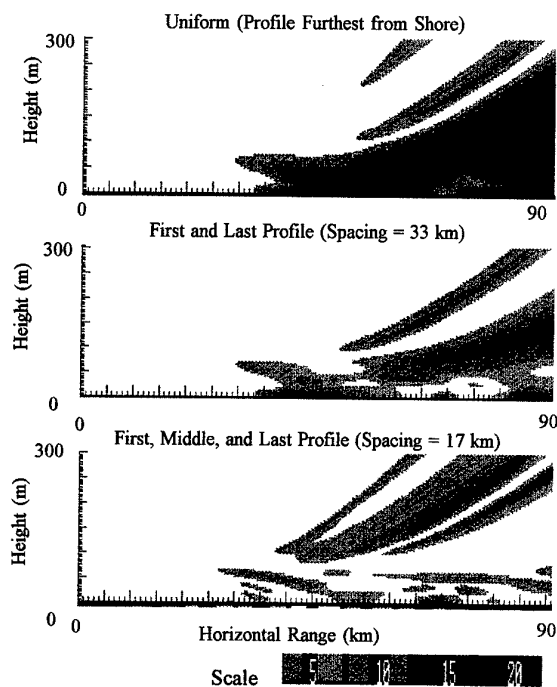 Uniform (Profile Furthest from Shore)
300
Height (m)
0
0
90
First and Last Profile (Spacing = 33 km)
300
Height (m)
0
0
90
First, Middle, and Last Profile (Spacing = 17 km)
300
Height (m)
0
0
90
Horizontal Range (km)
Scale 5 10 15 20